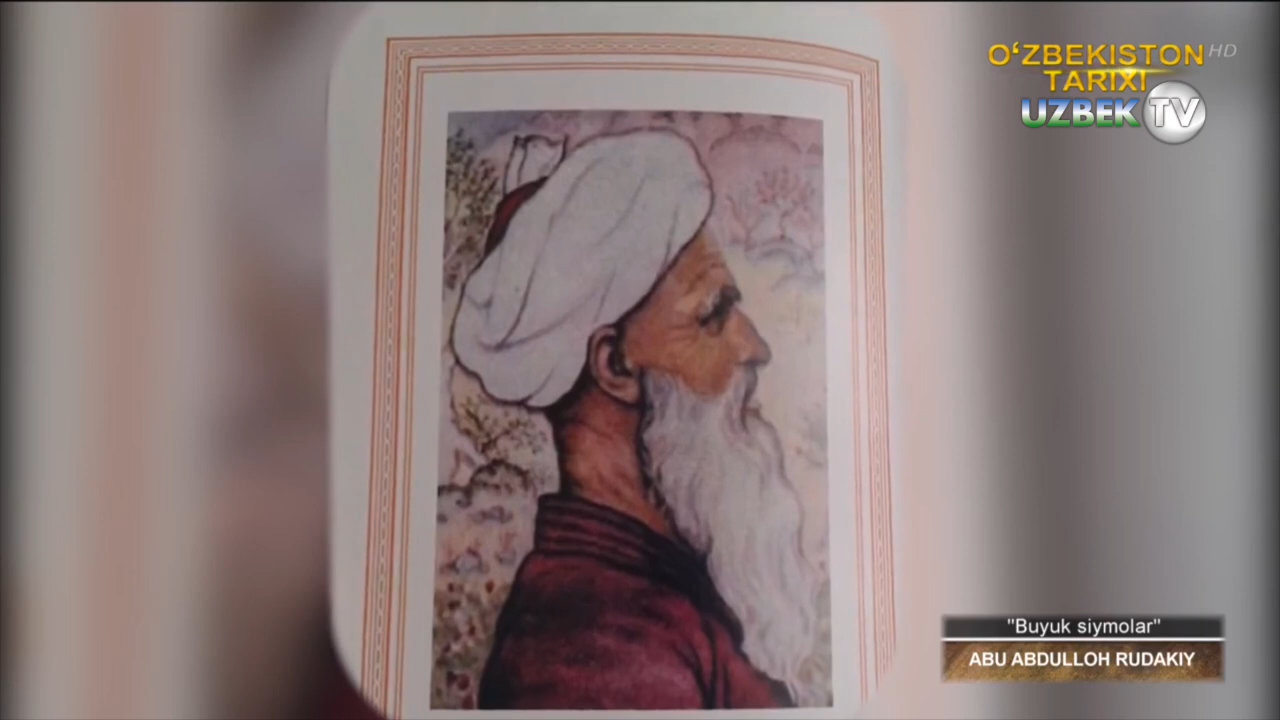 O‘ZBEKISTON HD
TARIXI
UZBEK TV
"Buyuk siymolar"
ABU ABDULLOH RUDAKIY